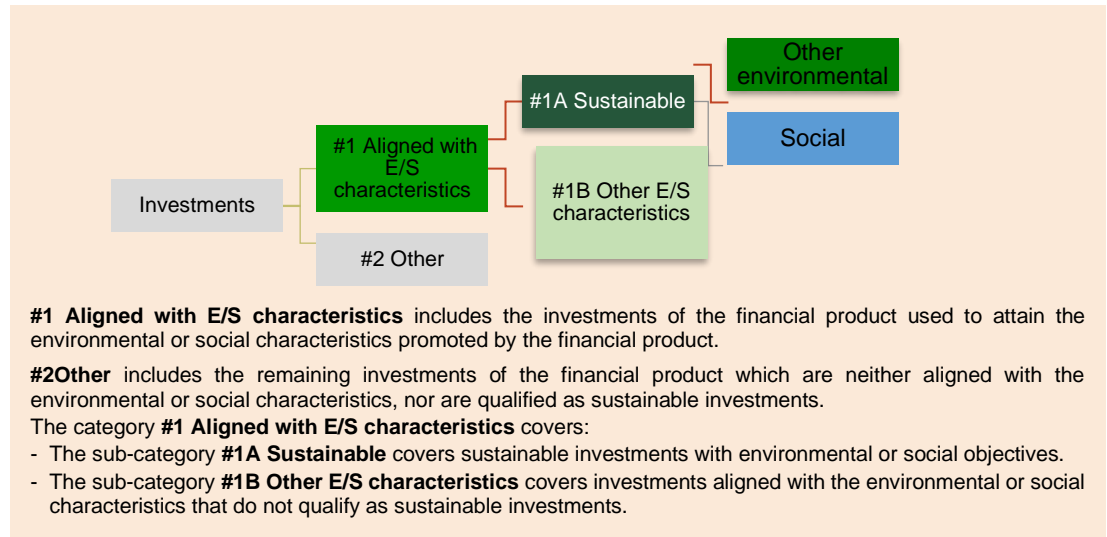 Other
environmental
#1A Sustainable
Social
#1 Aligned with
E/S
characteristics
#1B Other E/S
characteristics
Investments
#2 Other
#1 Aligned with E/S characteristics includes the investments of the financial product used to attain the
environmental or social characteristics promoted by the financial product.
#2Other includes the remaining investments of the financial product which are neither aligned with the
environmental or social characteristics, nor are qualified as sustainable investments.
The category #1 Aligned with E/S characteristics covers:
- The sub-category #1A Sustainable covers sustainable investments with environmental or social objectives.
- The sub-category #1B Other E/S characteristics covers investments aligned with the environmental or social
characteristics that do not qualify as sustainable investments.